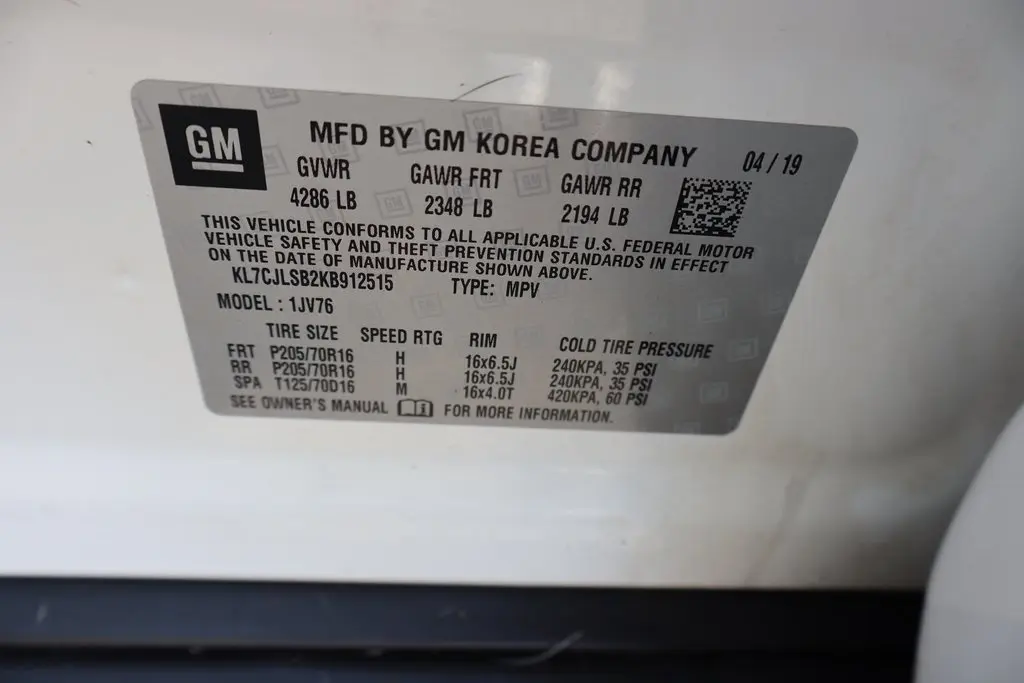 GM MFD BY GM KOREA COMPANY 04 / 19
GVWR GAWR FRT GAWR RR
4286 LB 2348 LB 2194 LB
THIS VEHICLE CONFORMS TO ALL APPLICABLE U.S. FEDERAL MOTOR
VEHICLE SAFETY AND THEFT PREVENTION STANDARDS IN EFFECT
ON THE DATE OF MANUFACTURE SHOWN ABOVE.
KL7CJLSB2KB912515 TYPE: MPV
MODEL : 1JV76
TIRE SIZE SPEED RTG RIM COLD TIRE PRESSURE
FRT P205/70R16 H 16x6.5J 240KPA, 35 PSI
RR P205/70R16 H 16x6.5J 240KPA, 35 PSI
SPA T125/70D16 M 16x4.0T 420KPA, 60 PSI
SEE OWNER'S MANUAL FOR MORE INFORMATION.